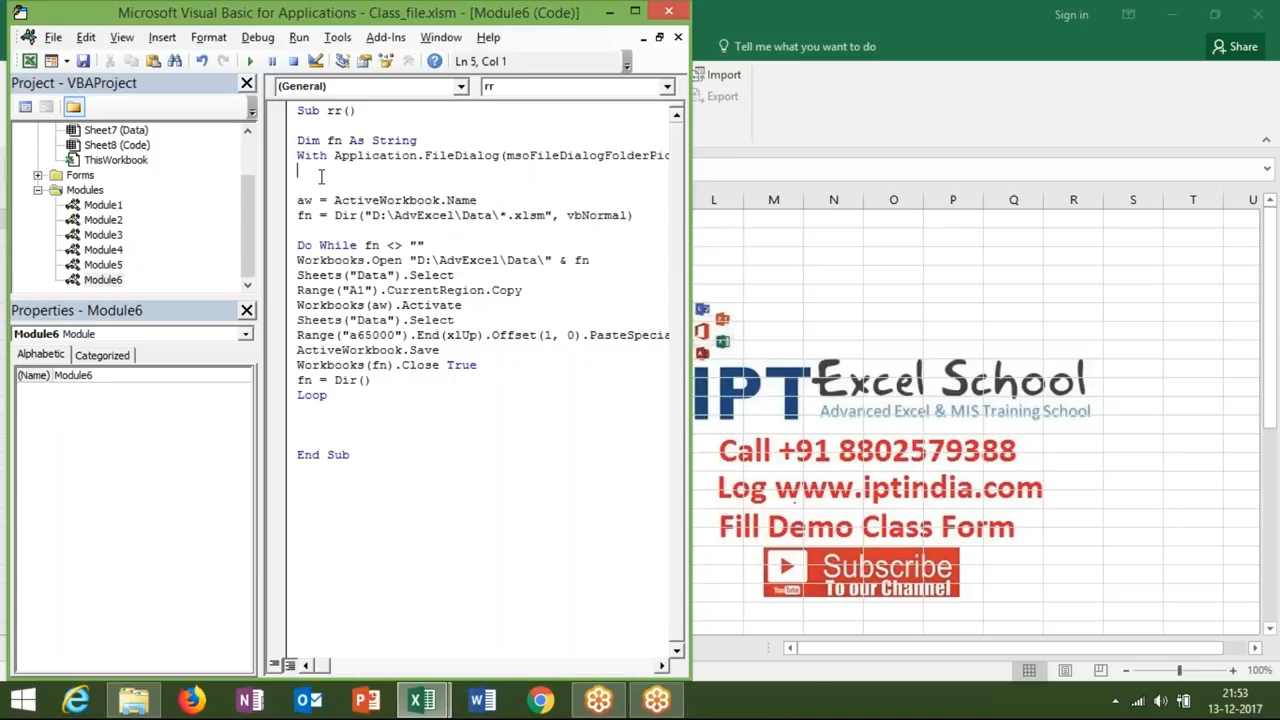 Microsoft Visual Basic for Applications - Class_file.xlsm - [Module6 (Code)]
Sign in
File Edit View Insert Format Debug Run Tools Add-Ins Window Help
Tell me what you want to do
Share
Ln 5, Col 1
Import
Export
Project - VBAProject
(General)
rr
Sheet7 (Data)
Sheet8 (Code)
ThisWorkbook
Forms
Modules
Module1
Module2
Module3
Module4
Module5
Module6
Sub rr()
Dim fn As String
With Application.FileDialog(msoFileDialogFolderPic
aw = ActiveWorkbook.Name
fn = Dir("D:\AdvExcel\Data\*.xlsm", vbNormal)
Do While fn <> ""
Workbooks.Open "D:\AdvExcel\Data\" & fn
Sheets("Data").Select
Range("A1").CurrentRegion.Copy
Workbooks(aw).Activate
Sheets("Data").Select
Range("a65000").End(xlUp).Offset(1, 0).PasteSpecia
ActiveWorkbook.Save
Workbooks(fn).Close True
fn = Dir()
Loop
End Sub
Properties - Module6
Module6 Module
Alphabetic Categorized
(Name) Module6
L M N O P Q R S T U
IPT Excel School
Advanced Excel & MIS Training School
Call +91 8802579388
Log www.iptindia.com
Fill Demo Class Form
Subscribe
YouTube To our Channel
100%
21:53
13-12-2017